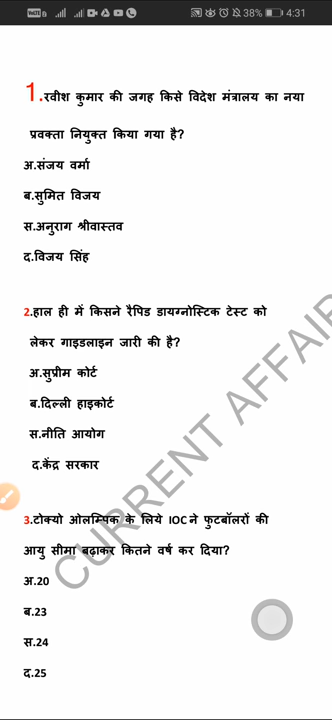 38% 4:31
1.रवीश कुमार की जगह किसे विदेश मंत्रालय का नया
प्रवक्ता नियुक्त किया गया है?
अ.संजय वर्मा
ब.सुमित विजय
स.अनुराग श्रीवास्तव
द.विजय सिंह
2.हाल ही में किसने रैपिड डायग्नोस्टिक टेस्ट को
लेकर गाइडलाइन जारी की है?
अ.सुप्रीम कोर्ट
ब.दिल्ली हाइकोर्ट
स.नीति आयोग
द.केंद्र सरकार
3.टोक्यो ओलम्पिक के लिये IOC ने फुटबॉलरों की
आयु सीमा बढ़ाकर कितने वर्ष कर दिया?
अ.20
ब.23
स.24
द.25
CURRENT AFFAIR